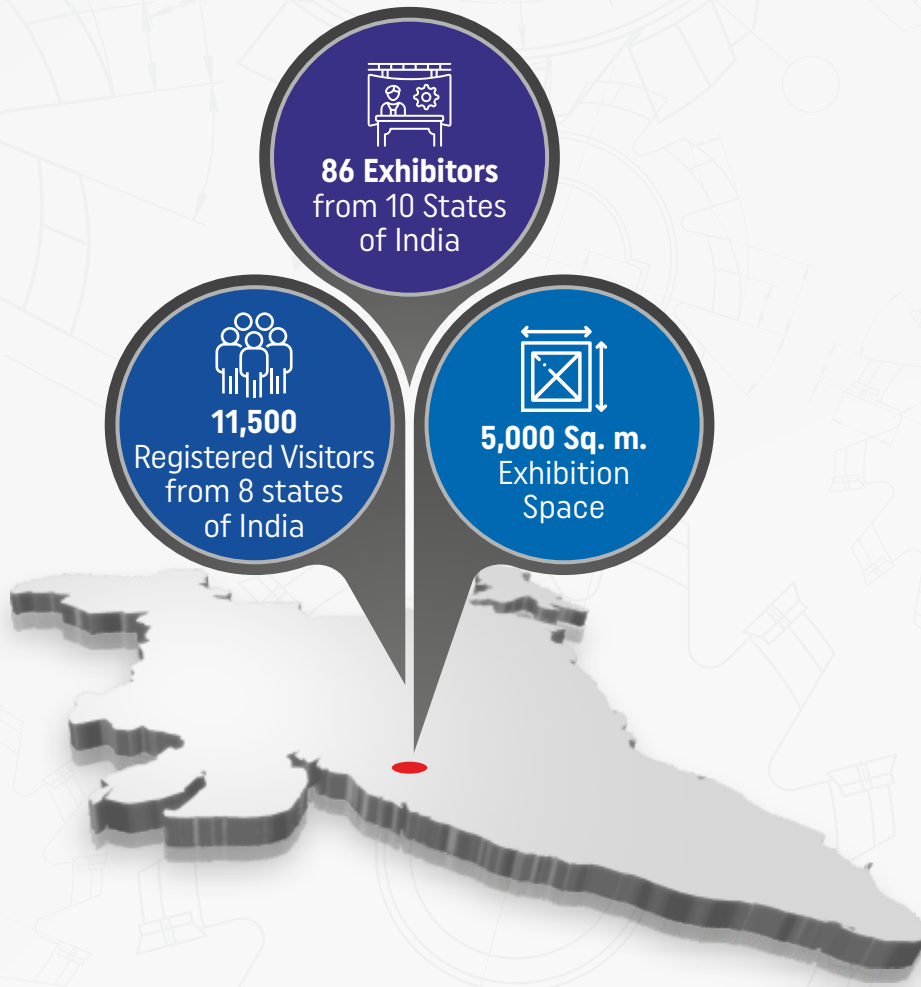 86 Exhibitors
from 10 States
of India
11,500
Registered Visitors
from 8 states
of India
5,000 Sq. m.
Exhibition
Space